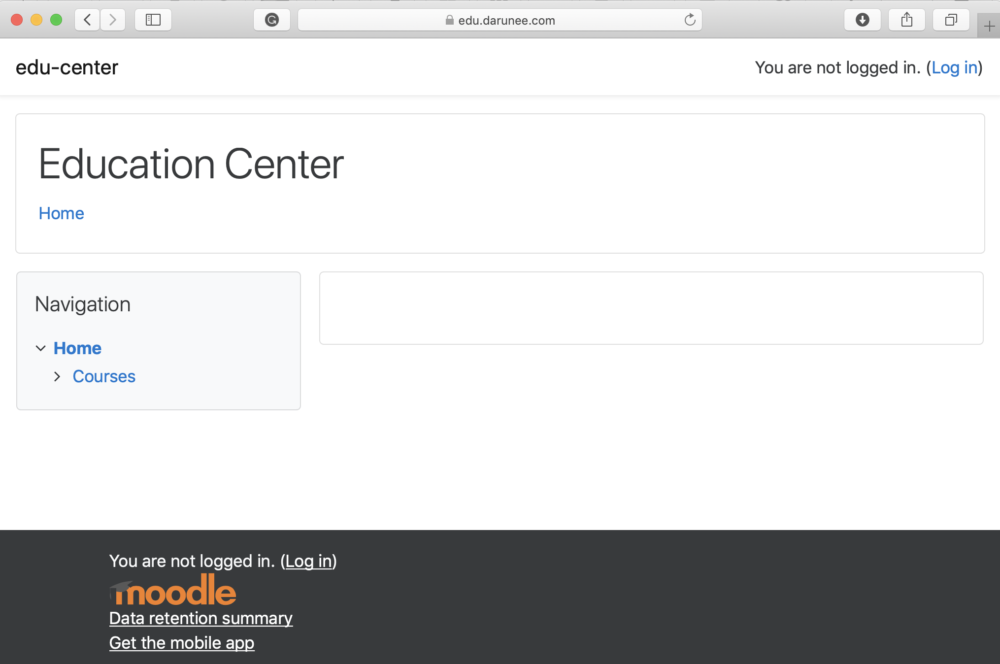 edu.darunee.com
edu-center
You are not logged in. (Log in)
Education Center
Home
Navigation
Home
Courses
You are not logged in. (Log in)
moodle
Data retention summary
Get the mobile app